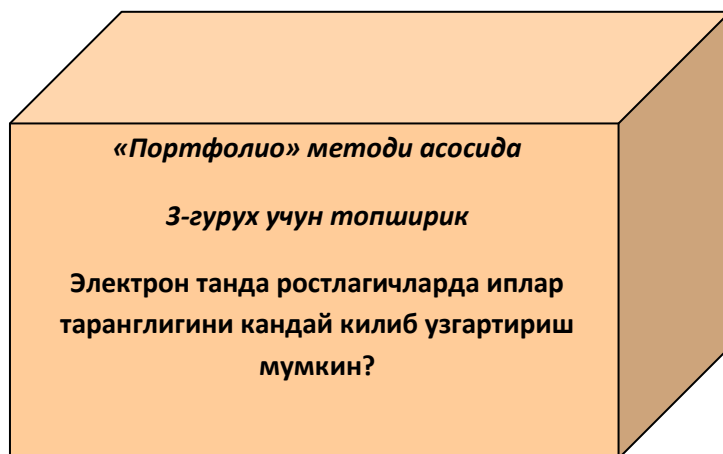 «Портфолио» методи асосида
3-гурух учун топширик
Электрон танда ростлагичларда иплар
таранглигини кандай килиб узгартириш
мумкин?